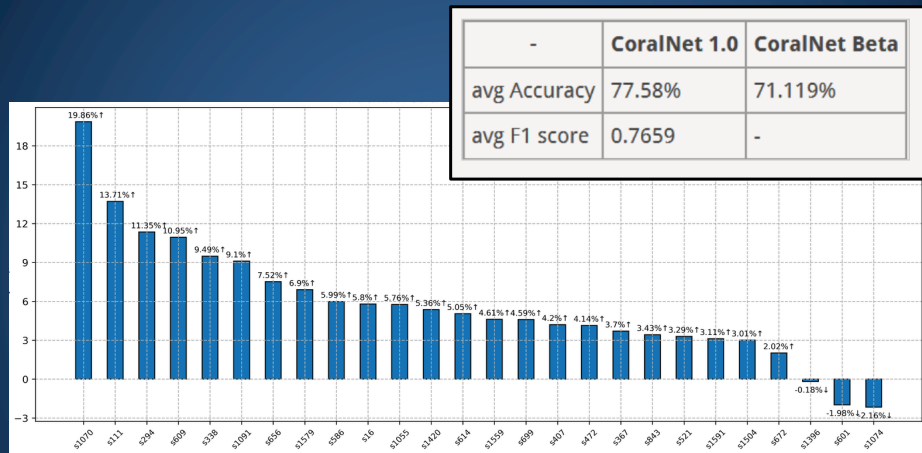 - CoralNet 1.0 CoralNet Beta
avg Accuracy 77.58% 71.119%
avg F1 score 0.7659 -
19.86%↑
13.71%↑
11.35%↑
10.95%↑
9.49%↑
9.1%↑
7.52%↑
6.9%↑
5.99%↑
5.8%↑
5.76%↑
5.36%↑
5.05%↑
4.61%↑
4.59%↑
4.2%↑
4.14%↑
3.7%↑
3.43%↑
3.29%↑
3.11%↑
3.01%↑
2.02%↑
-0.18%↓
-1.98%↓
-2.16%↓
18
15
12
9
6
3
0
−3
s1070
s111
s294
s609
s338
s1091
s656
s1579
s586
s16
s1055
s1420
s614
s1559
s699
s407
s472
s367
s843
s521
s1591
s1504
s672
s1396
s601
s1074